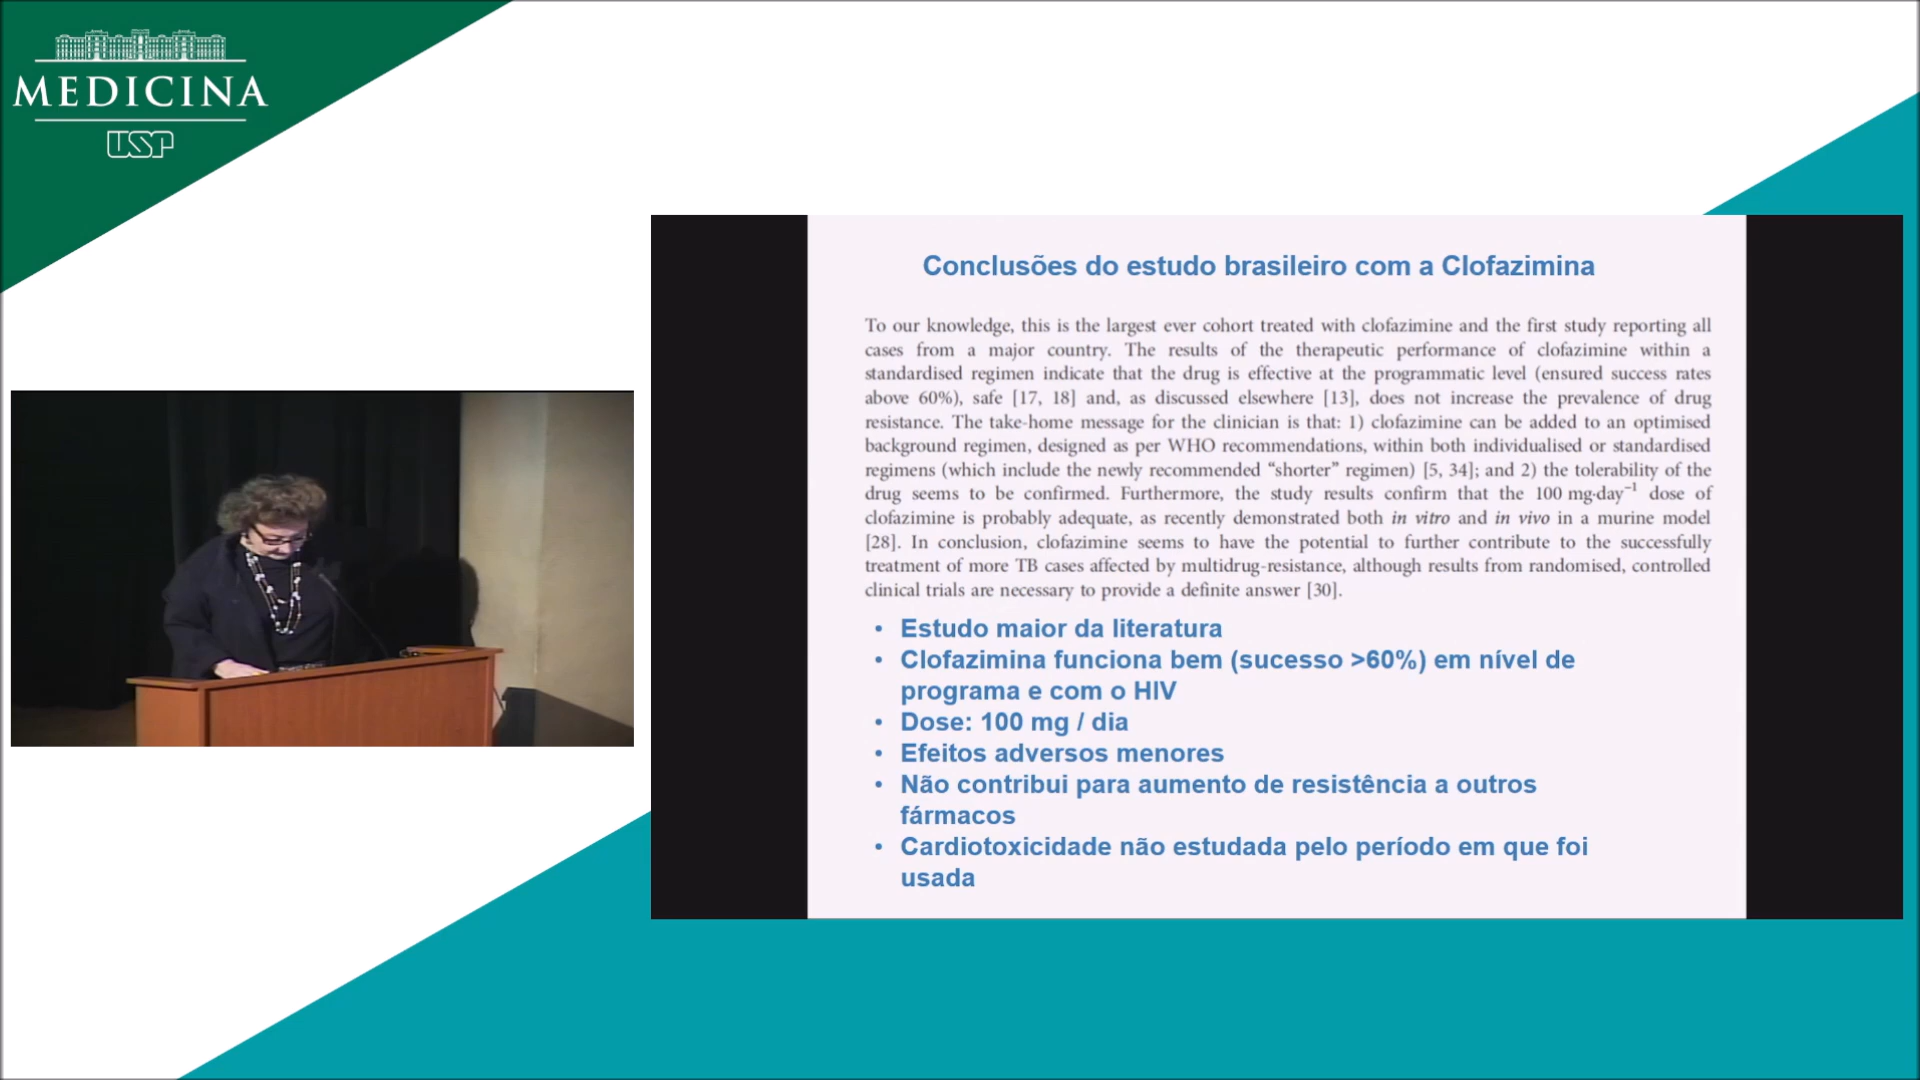 MEDICINA
USP
Conclusões do estudo brasileiro com a Clofazimina
To our knowledge, this is the largest ever cohort treated with clofazimine and the first study reporting all
cases from a major country. The results of the therapeutic performance of clofazimine within a
standardised regimen indicate that the drug is effective at the programmatic level (ensured success rates
above 60%), safe [17, 18] and, as discussed elsewhere [13], does not increase the prevalence of drug
resistance. The take-home message for the clinician is that: 1) clofazimine can be added to an optimised
background regimen, designed as per WHO recommendations, within both individualised or standardised
regimens (which include the newly recommended “shorter” regimen) [5, 34]; and 2) the tolerability of the
drug seems to be confirmed. Furthermore, the study results confirm that the 100 mg·day⁻¹ dose of
clofazimine is probably adequate, as recently demonstrated both in vitro and in vivo in a murine model
[28]. In conclusion, clofazimine seems to have the potential to further contribute to the successfully
treatment of more TB cases affected by multidrug-resistance, although results from randomised, controlled
clinical trials are necessary to provide a definite answer [30].
• Estudo maior da literatura
• Clofazimina funciona bem (sucesso >60%) em nível de
programa e com o HIV
• Dose: 100 mg / dia
• Efeitos adversos menores
• Não contribui para aumento de resistência a outros
fármacos
• Cardiotoxicidade não estudada pelo período em que foi
usada